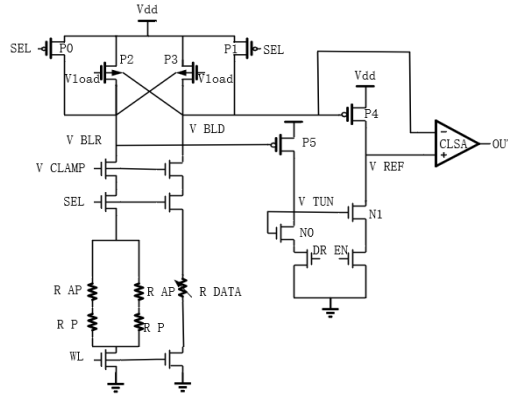 Vdd
SEL P0 P1 SEL
P2 P3
Vload Vload
Vdd
P4
V BLR V BLD
P5
CLSA OUT
V REF
V CLAMP
SEL
V TUN
N1
N0
DR EN
R AP R AP R DATA
R P R P
WL